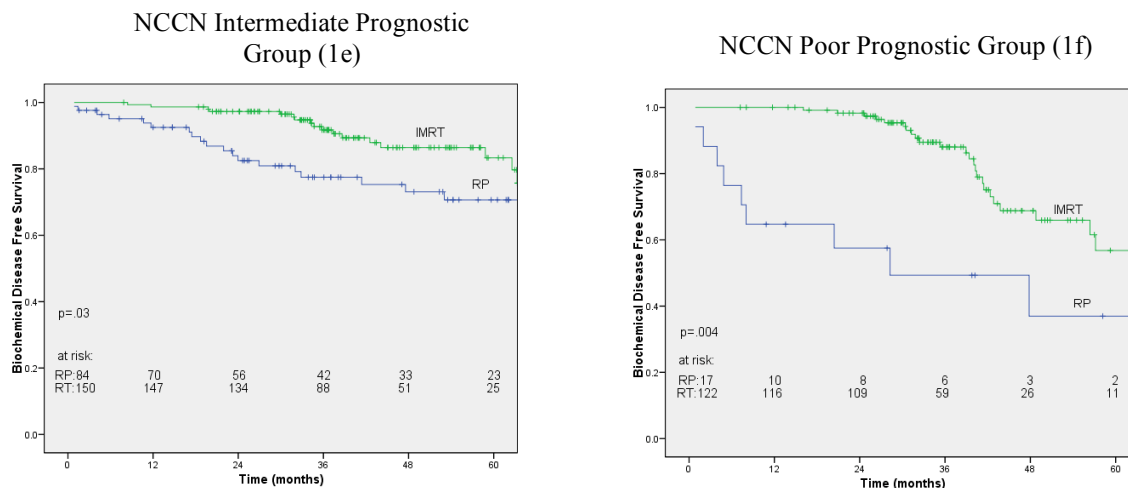 NCCN Intermediate Prognostic
Group (1e)
Biochemical Disease Free Survival
1.0
0.8
0.6
0.4
0.2
0.0
IMRT
RP
p=.03
at risk:
RP:84 70 56 42 33 23
RT:150 147 134 88 51 25
0 12 24 36 48 60
Time (months)
NCCN Poor Prognostic Group (1f)
Biochemical Disease Free Survival
1.0
0.8
0.6
0.4
0.2
0.0
IMRT
RP
p=.004
at risk:
RP:17 10 8 6 3 2
RT:122 116 109 59 26 11
0 12 24 36 48 60
Time (months)